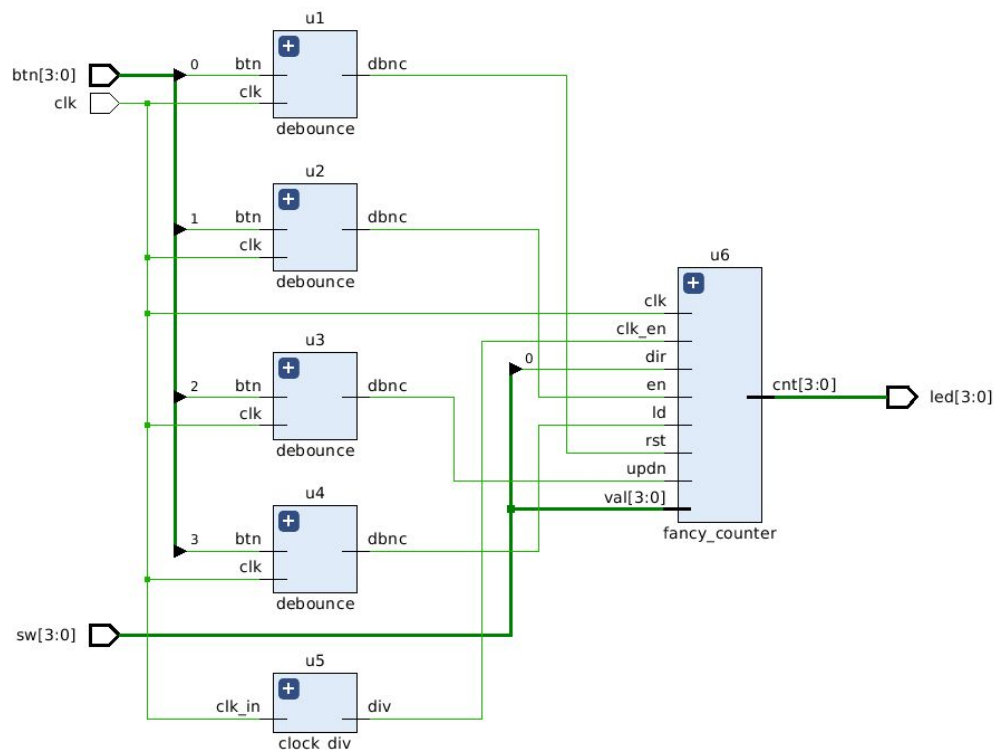 u1
btn[3:0]
0
btn
dbnc
clk
clk
debounce
u2
1
btn
dbnc
clk
debounce
u6
clk
clk_en
u3
0
dir
2
btn
dbnc
en
cnt[3:0]
led[3:0]
clk
ld
rst
debounce
updn
u4
val[3:0]
fancy_counter
3
btn
dbnc
clk
debounce
sw[3:0]
u5
clk_in
div
clock_div